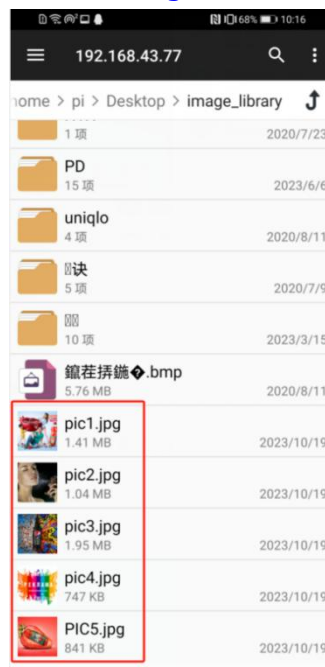 68% 10:16
192.168.43.77
ome > pi > Desktop > image_library
1 项 2020/7/23
PD
15 项 2023/6/6
uniqlo
4 项 2020/8/11
诀
5 项 2020/7/9
10 项 2023/3/15
.bmp
5.76 MB 2020/8/11
pic1.jpg
1.41 MB 2023/10/19
pic2.jpg
1.04 MB 2023/10/19
pic3.jpg
1.95 MB 2023/10/19
pic4.jpg
747 KB 2023/10/19
PIC5.jpg
841 KB 2023/10/19